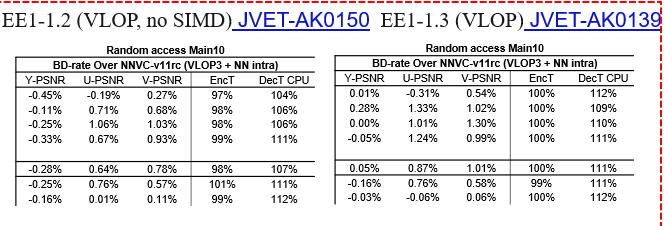 EE1-1.2 (VLOP, no SIMD) JVET-AK0150 EE1-1.3 (VLOP) JVET-AK0139
Random access Main10
BD-rate Over NNVC-v11rc (VLOP3 + NN intra)
Y-PSNR U-PSNR V-PSNR EncT DecT CPU
-0.45% -0.19% 0.27% 97% 104%
-0.11% 0.71% 0.68% 98% 106%
-0.25% 1.06% 1.03% 98% 106%
-0.33% 0.67% 0.93% 99% 111%
-0.28% 0.64% 0.78% 98% 107%
-0.25% 0.76% 0.57% 101% 111%
-0.16% 0.01% 0.11% 99% 112%
Random access Main10
BD-rate Over NNVC-v11rc (VLOP3 + NN intra)
Y-PSNR U-PSNR V-PSNR EncT DecT CPU
0.01% -0.31% 0.54% 100% 112%
0.28% 1.33% 1.02% 100% 109%
0.00% 1.01% 1.30% 100% 110%
-0.05% 1.24% 0.99% 100% 111%
0.05% 0.87% 1.01% 100% 111%
-0.16% 0.76% 0.58% 99% 111%
-0.03% -0.06% 0.06% 100% 112%